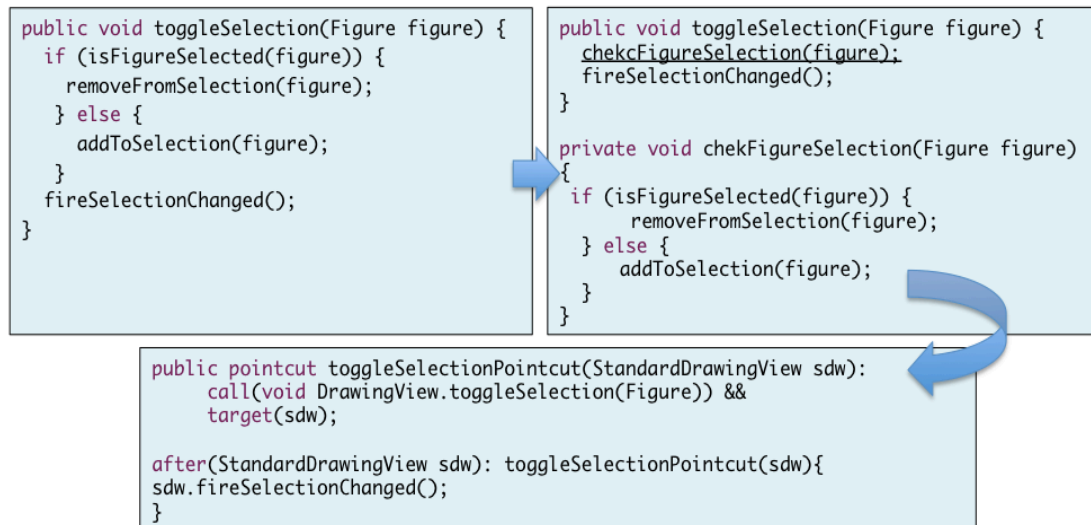 public void toggleSelection(Figure figure) {
if (isFigureSelected(figure)) {
removeFromSelection(figure);
} else {
addToSelection(figure);
}
fireSelectionChanged();
}
public void toggleSelection(Figure figure) {
chekcFigureSelection(figure);
fireSelectionChanged();
}
private void chekFigureSelection(Figure figure)
{
if (isFigureSelected(figure)) {
removeFromSelection(figure);
} else {
addToSelection(figure);
}
}
public pointcut toggleSelectionPointcut(StandardDrawingView sdw):
call(void DrawingView.toggleSelection(Figure)) &&
target(sdw);
after(StandardDrawingView sdw): toggleSelectionPointcut(sdw){
sdw.fireSelectionChanged();
}